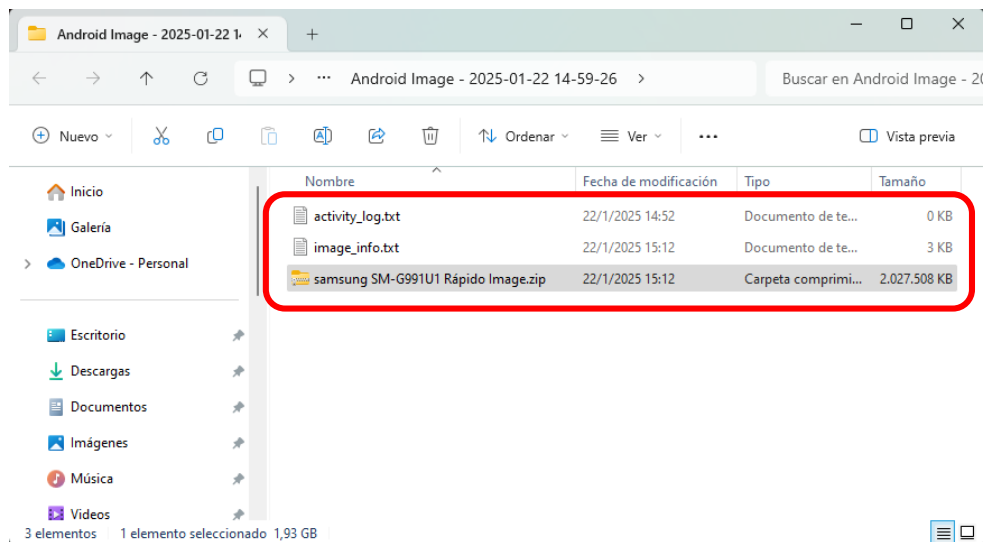 Android Image - 2025-01-22 1
Android Image - 2025-01-22 14-59-26
Buscar en Android Image - 20
Nuevo
Ordenar
Ver
Vista previa
Inicio
Galería
OneDrive - Personal
Escritorio
Descargas
Documentos
Imágenes
Música
Videos
Nombre Fecha de modificación Tipo Tamaño
activity_log.txt 22/1/2025 14:52 Documento de te... 0 KB
image_info.txt 22/1/2025 15:12 Documento de te... 3 KB
samsung SM-G991U1 Rápido Image.zip 22/1/2025 15:12 Carpeta comprimi... 2.027.508 KB
3 elementos 1 elemento seleccionado 1,93 GB